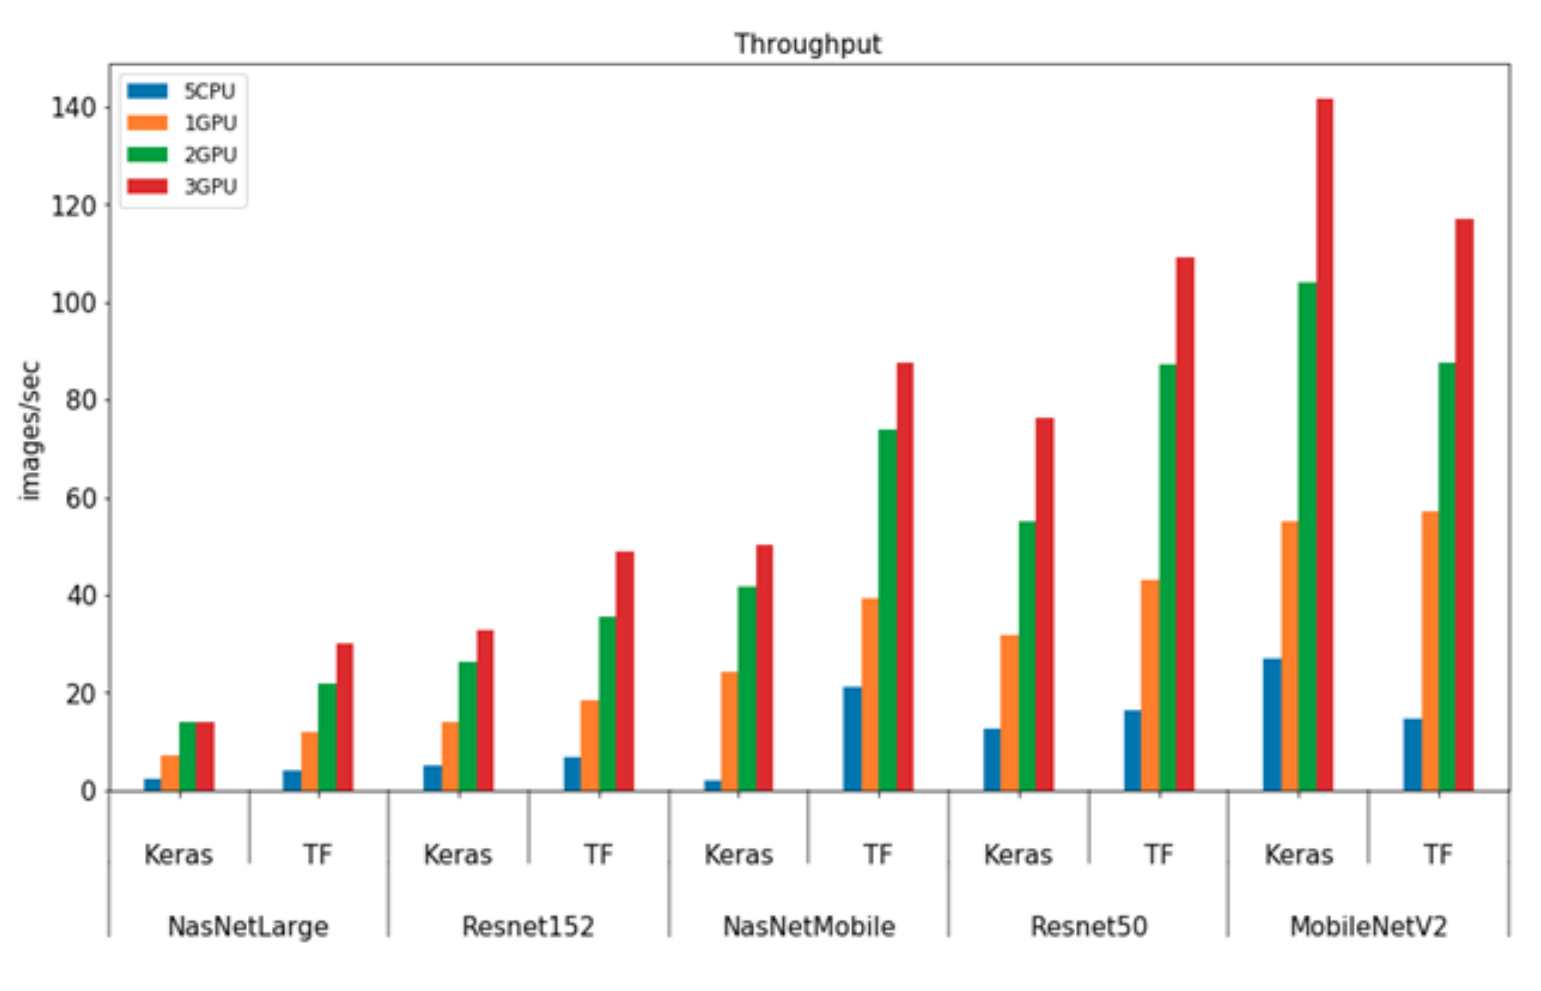 Throughput
5CPU
1GPU
2GPU
3GPU
140
120
100
80
60
40
20
0
images/sec
Keras TF Keras TF Keras TF Keras TF Keras TF
NasNetLarge Resnet152 NasNetMobile Resnet50 MobileNetV2